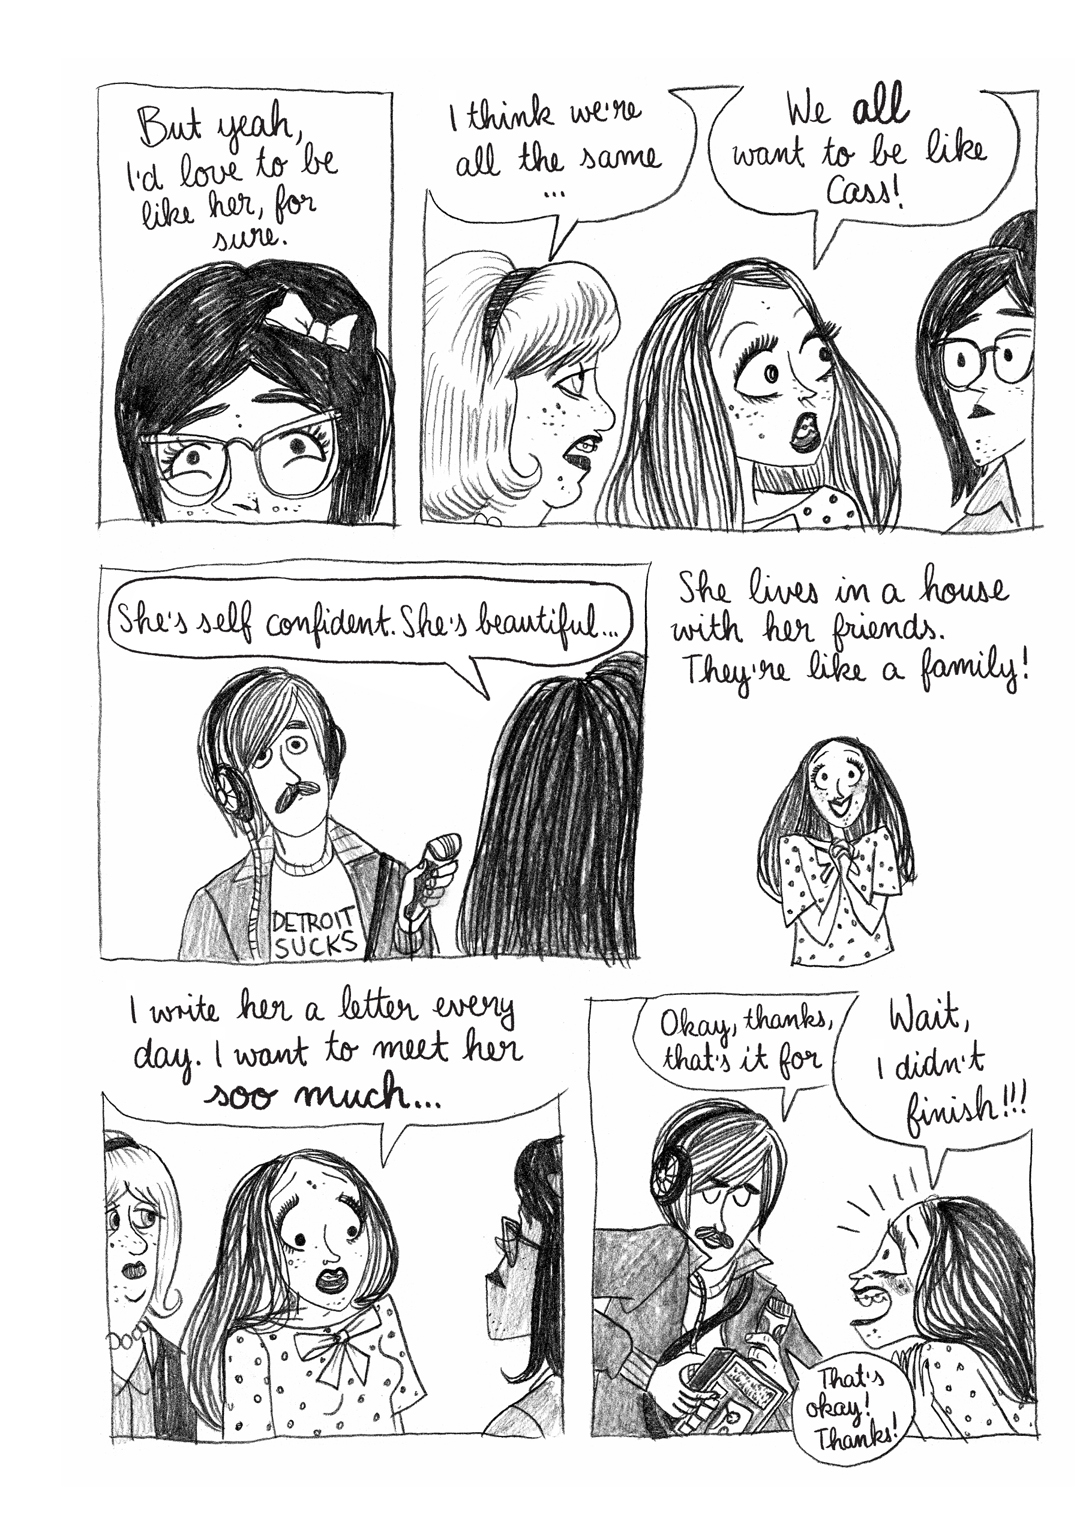 But yeah,
I'd love to be
like her, for
sure.
I think we're
all the same
...
We all
want to be like
Cass!
She's self confident. She's beautiful...
DETROIT
SUCKS
She lives in a house
with her friends.
They're like a family!
I write her a letter every
day. I want to meet her
soo much...
Okay, thanks,
that's it for
Wait,
I didn't
finish!!!
That's
okay!
Thanks!